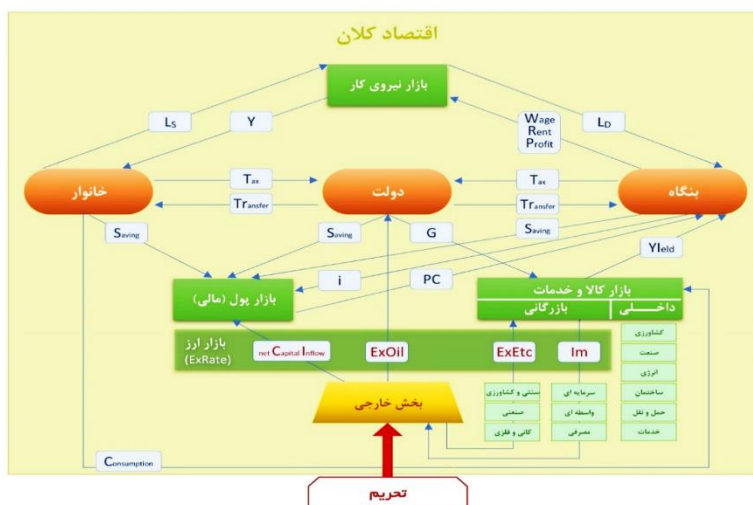 اقتصاد کلان
بازار نیروی کار
LS
Y
Wage
Rent
Profit
LD
خانوار
دولت
بنگاه
Tax
Tax
Transfer
Transfer
Saving
Saving
G
Saving
Yield
i
PC
بازار پول (مالی)
بازار کالا و خدمات
داخلی
بازرگانی
بازار ارز
(ExRate)
net Capital Inflow
ExOil
ExEtc
Im
کشاورزی
صنعت
انرژی
ساختمان
حمل و نقل
خدمات
سرمایه ای
واسطه ای
مصرفی
سنتی و کشاورزی
صنعتی
کانی و فلزی
بخش خارجی
Consumption
تحریم